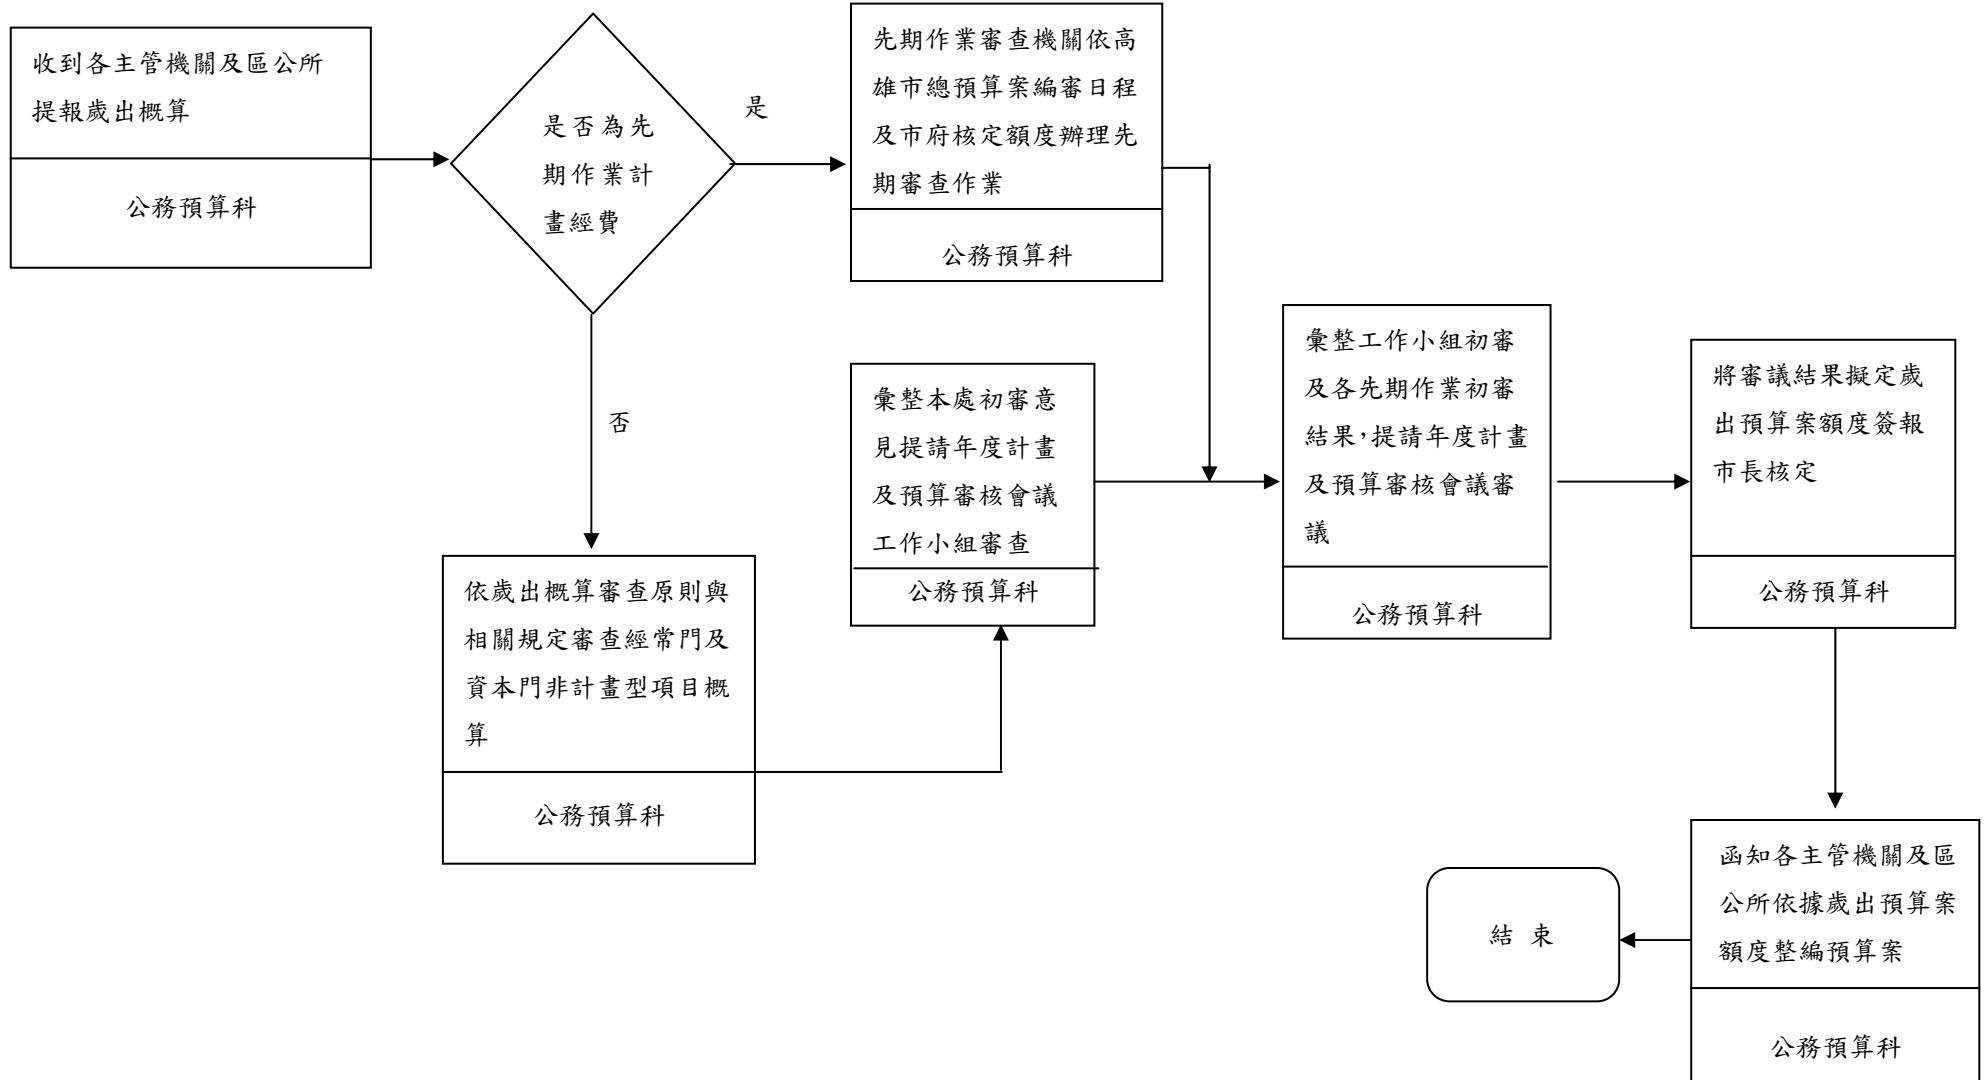 收到各主管機關及區公所
提報歲出概算
公務預算科
是否為先
期作業計
畫經費
是
先期作業審查機關依高
雄市總預算案編審日程
及市府核定額度辦理先
期審查作業
公務預算科
否
依歲出概算審查原則與
相關規定審查經常門及
資本門非計畫型項目概
算
公務預算科
彙整本處初審意
見提請年度計畫
及預算審核會議
工作小組審查
公務預算科
彙整工作小組初審
及各先期作業初審
結果,提請年度計畫
及預算審核會議審
議
公務預算科
將審議結果擬定歲
出預算案額度簽報
市長核定
公務預算科
函知各主管機關及區
公所依據歲出預算案
額度整編預算案
公務預算科
結 束